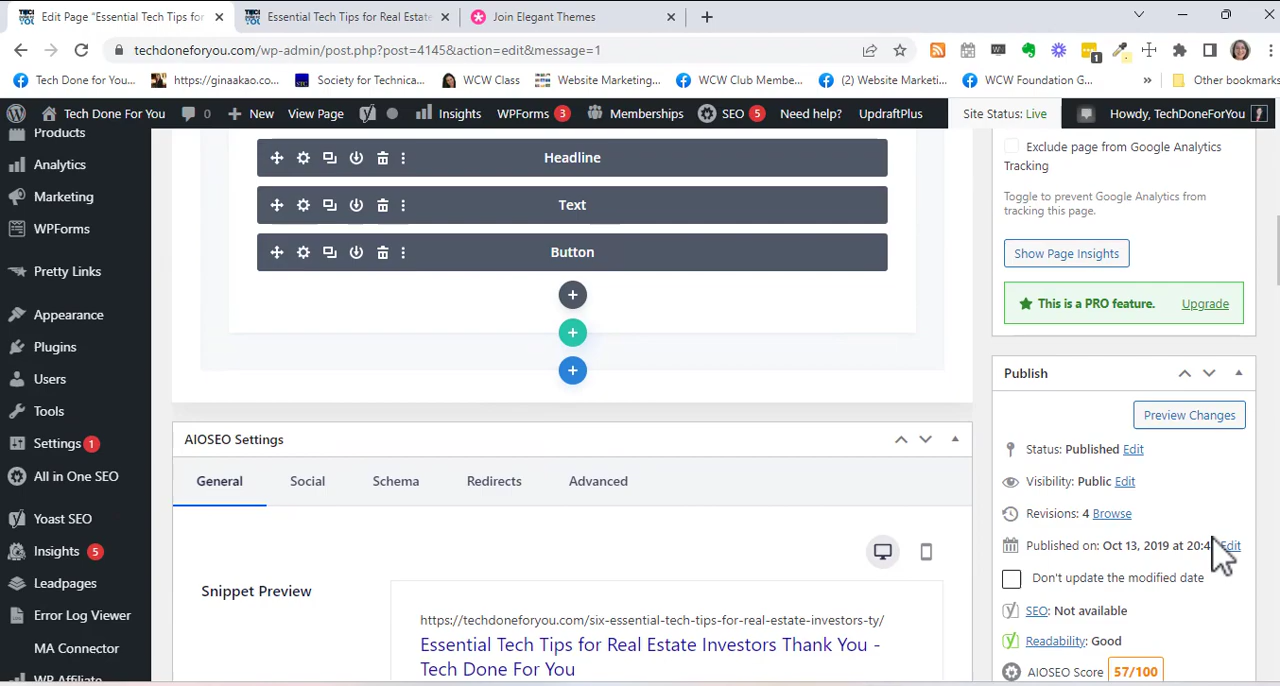 Edit Page "Essential Tech Tips for
Essential Tech Tips for Real Estate
Join Elegant Themes
techdoneforyou.com/wp-admin/post.php?post=4145&action=edit&message=1
1
Tech Done for You...
https://ginaakao.co...
Society for Technica...
WCW Class
Website Marketing...
WCW Club Membe...
(2) Website Marketi...
WCW Foundation G...
»
Other bookmarks
Tech Done For You
0
New
View Page
Insights
WPForms 3
Memberships
SEO 5
Need help?
UpdraftPlus
Site Status: Live
Howdy, TechDoneForYou
Products
Analytics
Marketing
WPForms
Pretty Links
Appearance
Plugins
Users
Tools
Settings 1
All in One SEO
Yoast SEO
Insights 5
Leadpages
Error Log Viewer
MA Connector
WP Affiliate
Headline
Text
Button
AIOSEO Settings
General
Social
Schema
Redirects
Advanced
Snippet Preview
https://techdoneforyou.com/six-essential-tech-tips-for-real-estate-investors-ty/
Essential Tech Tips for Real Estate Investors Thank You -
Tech Done For You
Exclude page from Google Analytics
Tracking
Toggle to prevent Google Analytics from
tracking this page.
Show Page Insights
This is a PRO feature. Upgrade
Publish
Preview Changes
Status: Published Edit
Visibility: Public Edit
Revisions: 4 Browse
Published on: Oct 13, 2019 at 20:4 Edit
Don't update the modified date
SEO: Not available
Readability: Good
AIOSEO Score 57/100